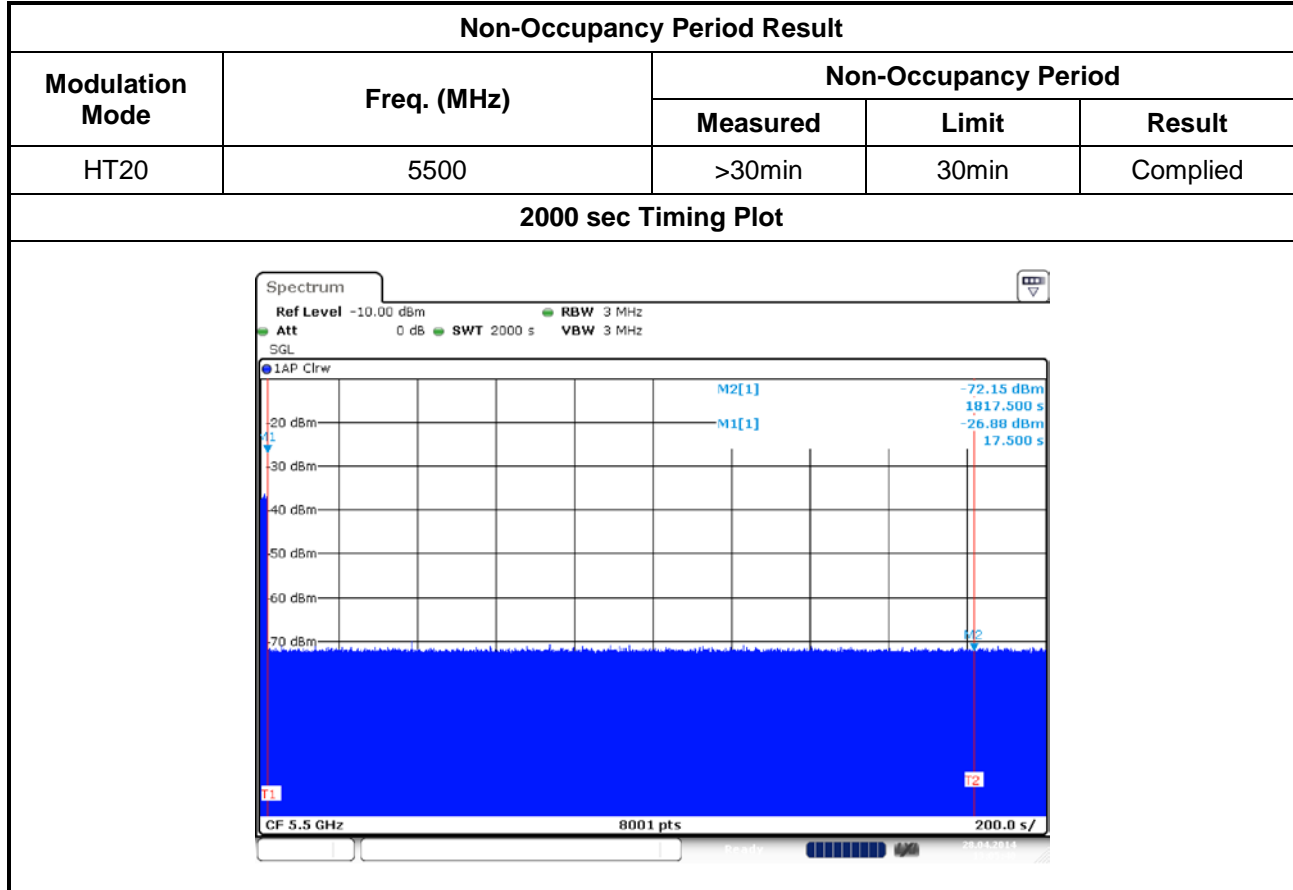 Non-Occupancy Period Result
Modulation Mode
Freq. (MHz)
Non-Occupancy Period
Measured
Limit
Result
HT20
5500
>30min
30min
Complied
2000 sec Timing Plot
Spectrum
Ref Level -10.00 dBm
RBW 3 MHz
Att 0 dB
SWT 2000 s
VBW 3 MHz
SGL
1AP Clrw
M2[1] -72.15 dBm
1817.500 s
M1[1] -26.88 dBm
17.500 s
M1
-20 dBm
-30 dBm
-40 dBm
-50 dBm
-60 dBm
-70 dBm
M2
T1
T2
CF 5.5 GHz
8001 pts
200.0 s/
Ready
28.04.2014